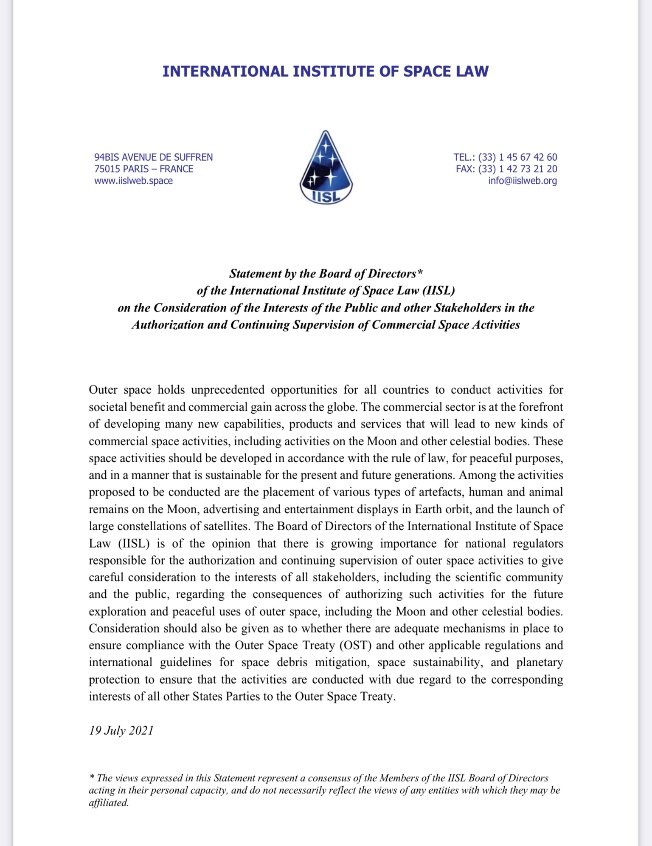 INTERNATIONAL INSTITUTE OF SPACE LAW
94BIS AVENUE DE SUFFREN
75015 PARIS – FRANCE
www.iislweb.space
IISL
TEL.: (33) 1 45 67 42 60
FAX: (33) 1 42 73 21 20
info@iislweb.org
Statement by the Board of Directors*
of the International Institute of Space Law (IISL)
on the Consideration of the Interests of the Public and other Stakeholders in the
Authorization and Continuing Supervision of Commercial Space Activities
Outer space holds unprecedented opportunities for all countries to conduct activities for
societal benefit and commercial gain across the globe. The commercial sector is at the forefront
of developing many new capabilities, products and services that will lead to new kinds of
commercial space activities, including activities on the Moon and other celestial bodies. These
space activities should be developed in accordance with the rule of law, for peaceful purposes,
and in a manner that is sustainable for the present and future generations. Among the activities
proposed to be conducted are the placement of various types of artefacts, human and animal
remains on the Moon, advertising and entertainment displays in Earth orbit, and the launch of
large constellations of satellites. The Board of Directors of the International Institute of Space
Law (IISL) is of the opinion that there is growing importance for national regulators
responsible for the authorization and continuing supervision of outer space activities to give
careful consideration to the interests of all stakeholders, including the scientific community
and the public, regarding the consequences of authorizing such activities for the future
exploration and peaceful uses of outer space, including the Moon and other celestial bodies.
Consideration should also be given as to whether there are adequate mechanisms in place to
ensure compliance with the Outer Space Treaty (OST) and other applicable regulations and
international guidelines for space debris mitigation, space sustainability, and planetary
protection to ensure that the activities are conducted with due regard to the corresponding
interests of all other States Parties to the Outer Space Treaty.
19 July 2021
* The views expressed in this Statement represent a consensus of the Members of the IISL Board of Directors
acting in their personal capacity, and do not necessarily reflect the views of any entities with which they may be
affiliated.